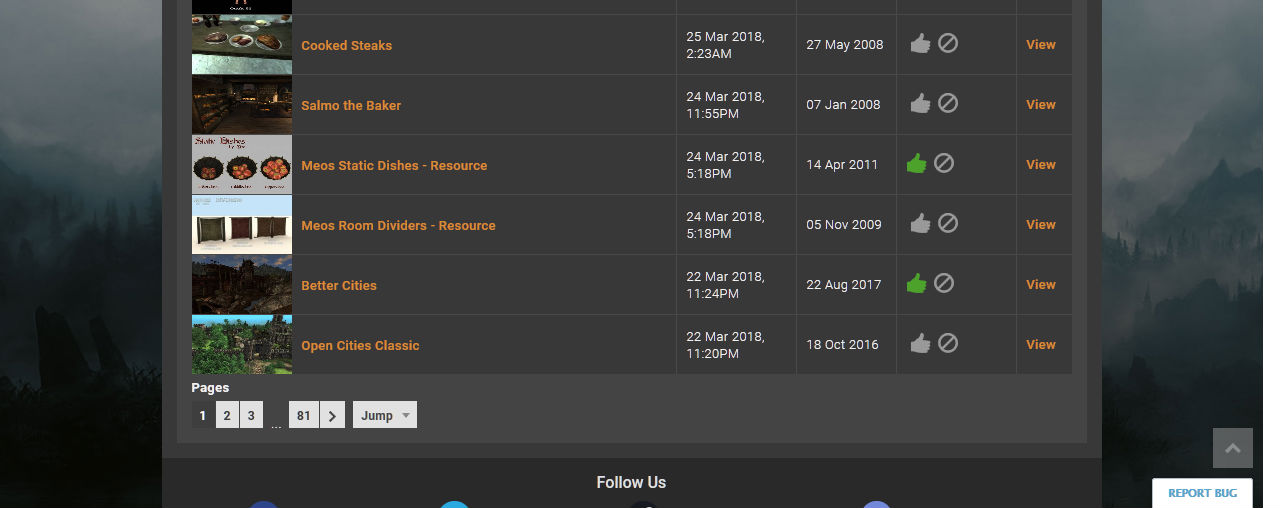 Cooked Steaks
25 Mar 2018,
2:23AM
27 May 2008
View
Salmo the Baker
24 Mar 2018,
11:55PM
07 Jan 2008
View
Static Dishes
Meos Static Dishes - Resource
24 Mar 2018,
5:18PM
14 Apr 2011
View
Meos Room Dividers - Resource
24 Mar 2018,
5:18PM
05 Nov 2009
View
Better Cities
22 Mar 2018,
11:24PM
22 Aug 2017
View
Open Cities Classic
22 Mar 2018,
11:20PM
18 Oct 2016
View
Pages
1 2 3 ... 81 Jump
Follow Us
REPORT BUG